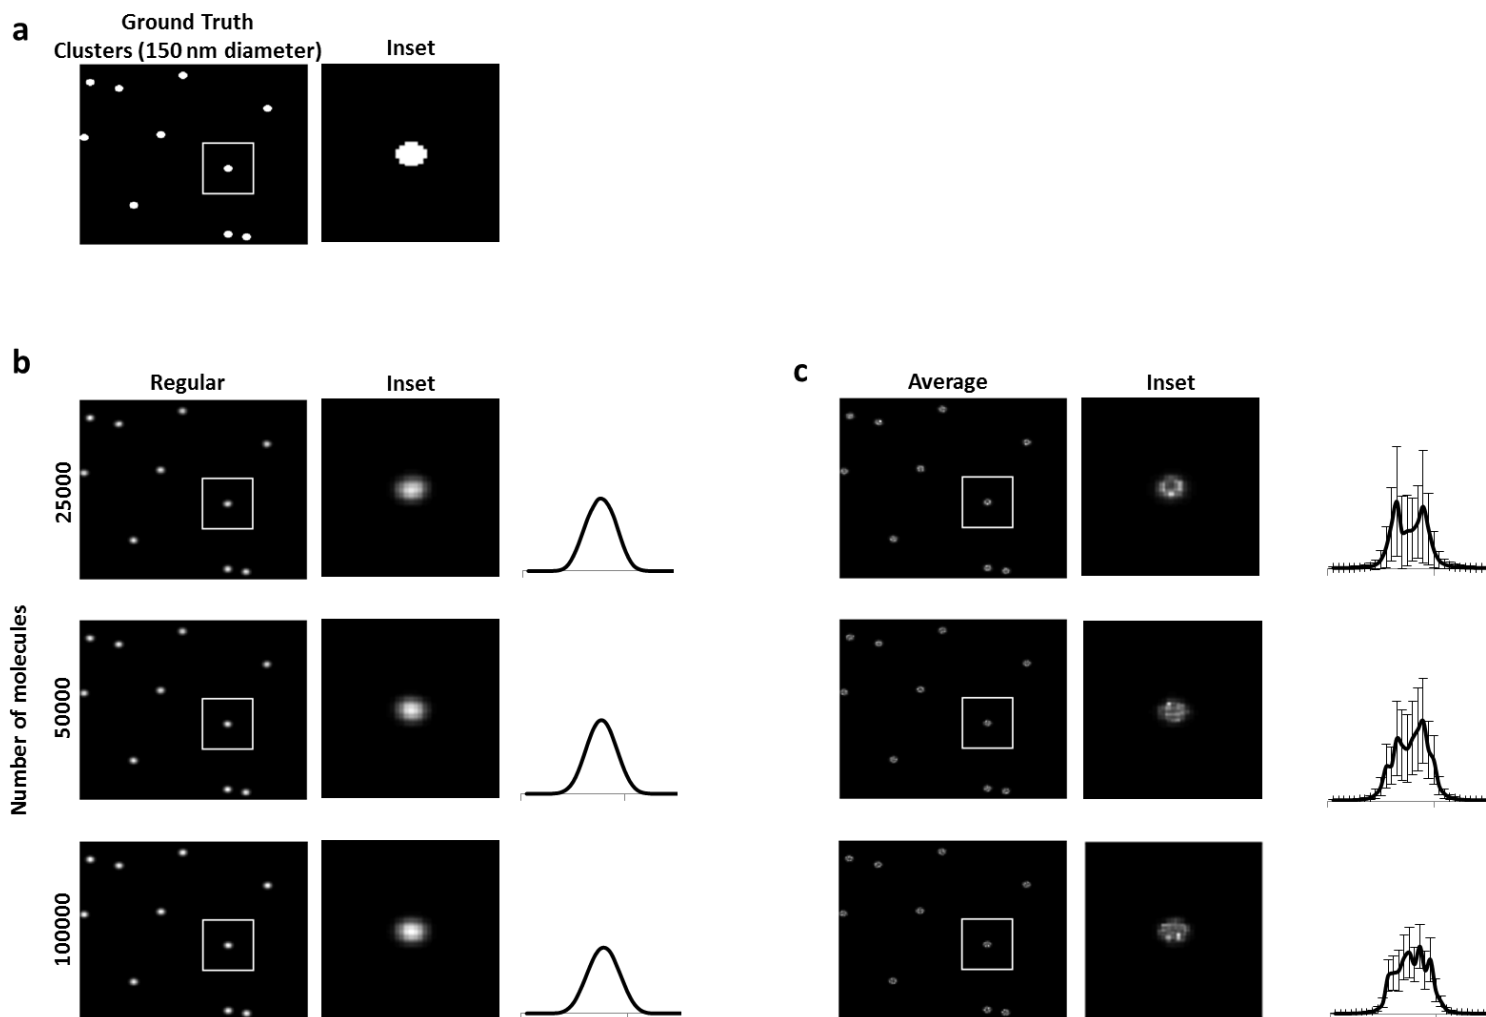 a
Ground Truth
Clusters (150 nm diameter)
Inset
b
Regular
Inset
c
Average
Inset
Number of molecules
25000
50000
100000